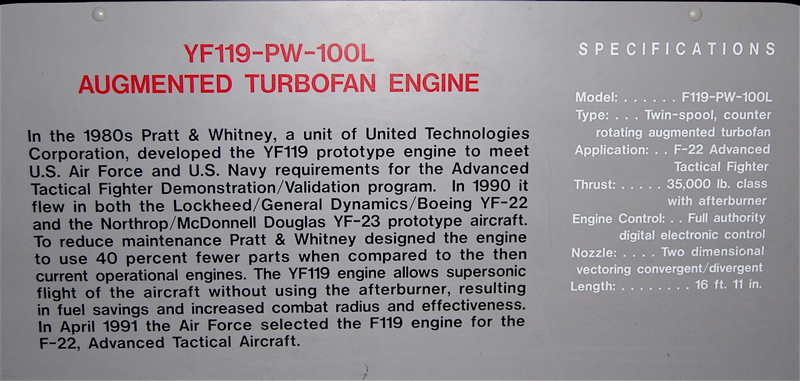 YF119-PW-100L
AUGMENTED TURBOFAN ENGINE
In the 1980s Pratt & Whitney, a unit of United Technologies
Corporation, developed the YF119 prototype engine to meet
U.S. Air Force and U.S. Navy requirements for the Advanced
Tactical Fighter Demonstration/Validation program. In 1990 it
flew in both the Lockheed/General Dynamics/Boeing YF-22
and the Northrop/McDonnell Douglas YF-23 prototype aircraft.
To reduce maintenance Pratt & Whitney designed the engine
to use 40 percent fewer parts when compared to the then
current operational engines. The YF119 engine allows supersonic
flight of the aircraft without using the afterburner, resulting
in fuel savings and increased combat radius and effectiveness.
In April 1991 the Air Force selected the F119 engine for the
F-22, Advanced Tactical Aircraft.
SPECIFICATIONS
Model: . . . . . . F119-PW-100L
Type: . . . Twin-spool, counter
rotating augmented turbofan
Application: . . F-22 Advanced
Tactical Fighter
Thrust: . . . . . 35,000 lb. class
with afterburner
Engine Control: . . Full authority
digital electronic control
Nozzle: . . . . Two dimensional
vectoring convergent/divergent
Length: . . . . . . . . 16 ft. 11 in.